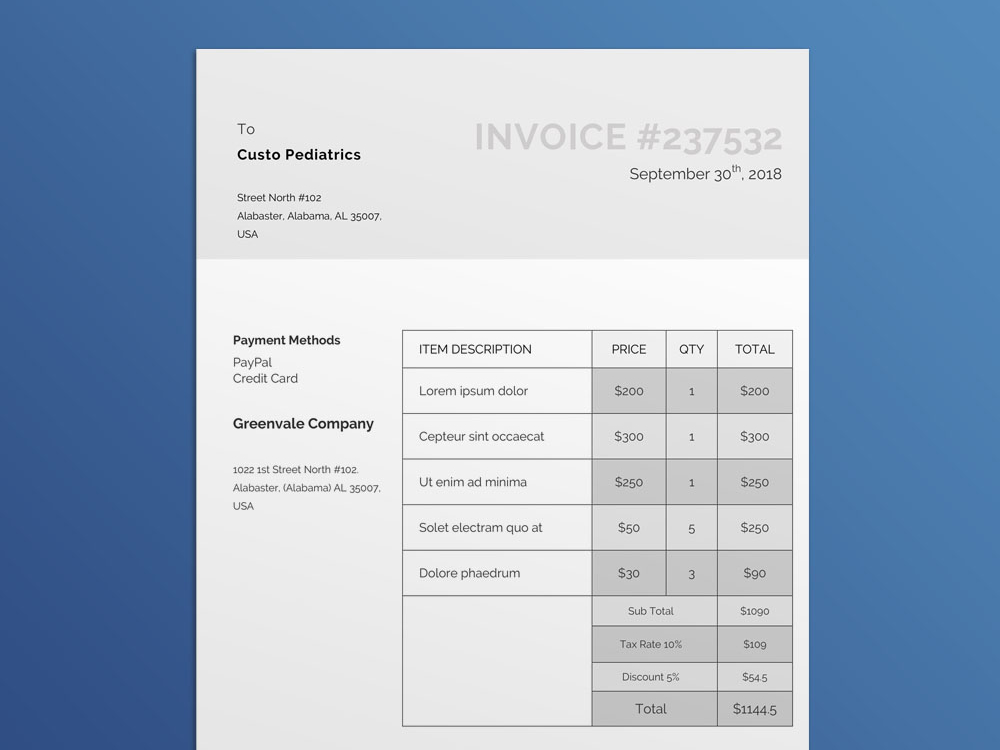 To
Custo Pediatrics
Street North #102
Alabaster, Alabama, AL 35007,
USA
INVOICE #237532
September 30th, 2018
Payment Methods
PayPal
Credit Card
Greenvale Company
1022 1st Street North #102.
Alabaster, (Alabama) AL 35007,
USA
ITEM DESCRIPTION PRICE QTY TOTAL
Lorem ipsum dolor $200 1 $200
Cepteur sint occaecat $300 1 $300
Ut enim ad minima $250 1 $250
Solet electram quo at $50 5 $250
Dolore phaedrum $30 3 $90
Sub Total $1090
Tax Rate 10% $109
Discount 5% $54.5
Total $1144.5